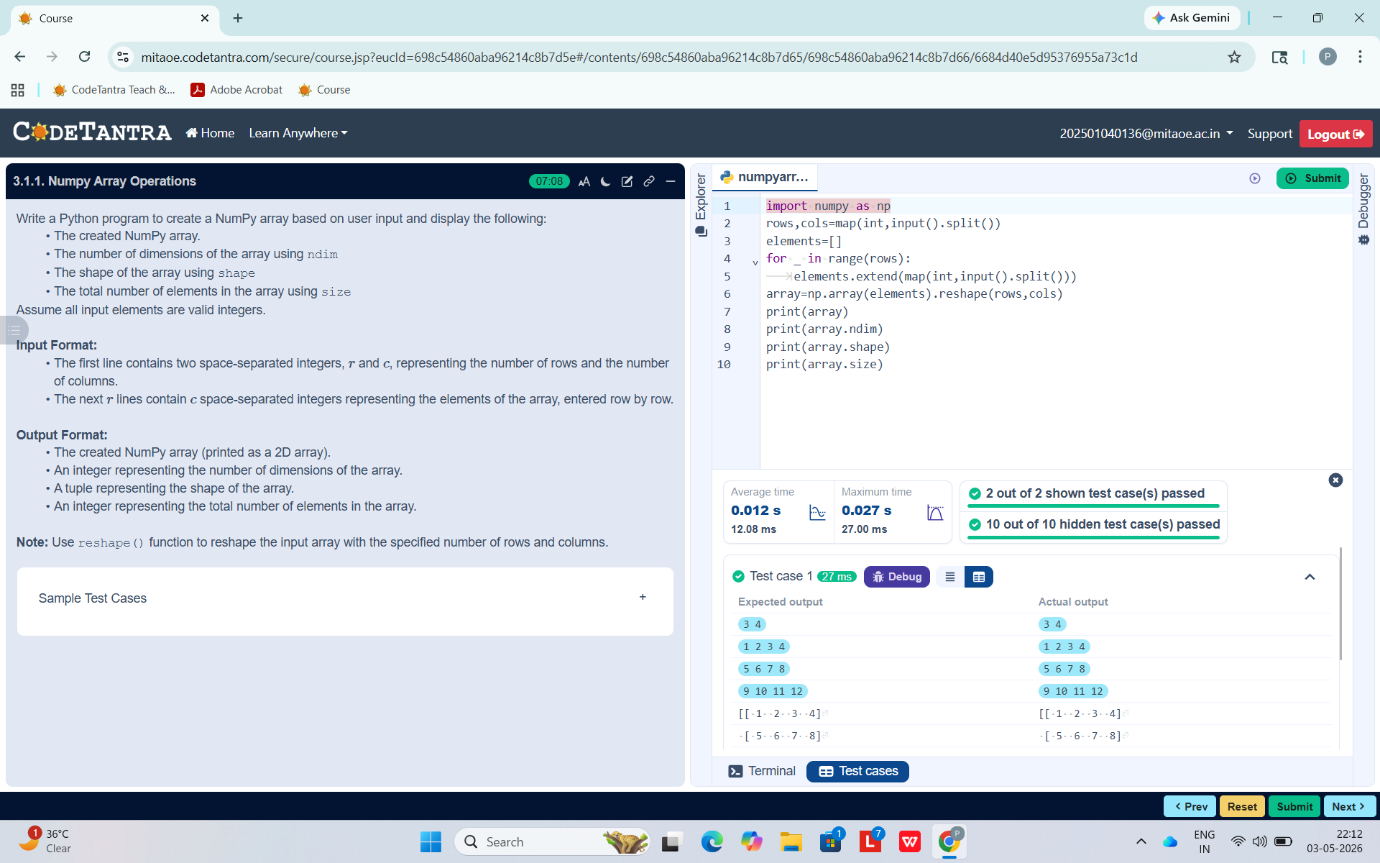 Course
Ask Gemini
mitaoe.codetantra.com/secure/course.jsp?eucId=698c54860aba96214c8b7d5e#/contents/698c54860aba96214c8b7d65/698c54860aba96214c8b7d66/6684d40e5d95376955a73c1d
P
CodeTantra Teach &...
Adobe Acrobat
Course
CODETANTRA
Home
Learn Anywhere
202501040136@mitaoe.ac.in
Support
Logout
3.1.1. Numpy Array Operations
07:08
AA
Write a Python program to create a NumPy array based on user input and display the following:
• The created NumPy array.
• The number of dimensions of the array using ndim
• The shape of the array using shape
• The total number of elements in the array using size
Assume all input elements are valid integers.
Input Format:
• The first line contains two space-separated integers, r and c, representing the number of rows and the number
of columns.
• The next r lines contain c space-separated integers representing the elements of the array, entered row by row.
Output Format:
• The created NumPy array (printed as a 2D array).
• An integer representing the number of dimensions of the array.
• A tuple representing the shape of the array.
• An integer representing the total number of elements in the array.
Note: Use reshape() function to reshape the input array with the specified number of rows and columns.
Sample Test Cases
+
Explorer
numpyarr...
Submit
Debugger
1 import numpy as np
2 rows,cols=map(int,input().split())
3 elements=[]
4 for _ in range(rows):
5 elements.extend(map(int,input().split()))
6 array=np.array(elements).reshape(rows,cols)
7 print(array)
8 print(array.ndim)
9 print(array.shape)
10 print(array.size)
Average time
0.012 s
12.08 ms
Maximum time
0.027 s
27.00 ms
2 out of 2 shown test case(s) passed
10 out of 10 hidden test case(s) passed
Test case 1
27 ms
Debug
Expected output
Actual output
3 4
3 4
1 2 3 4
1 2 3 4
5 6 7 8
5 6 7 8
9 10 11 12
9 10 11 12
[[·1··2··3··4]
[[·1··2··3··4]
·[·5··6··7··8]
·[·5··6··7··8]
Terminal
Test cases
< Prev
Reset
Submit
Next >
1
36°C
Clear
Search
1
L
7
W
P
ENG
IN
22:12
03-05-2026